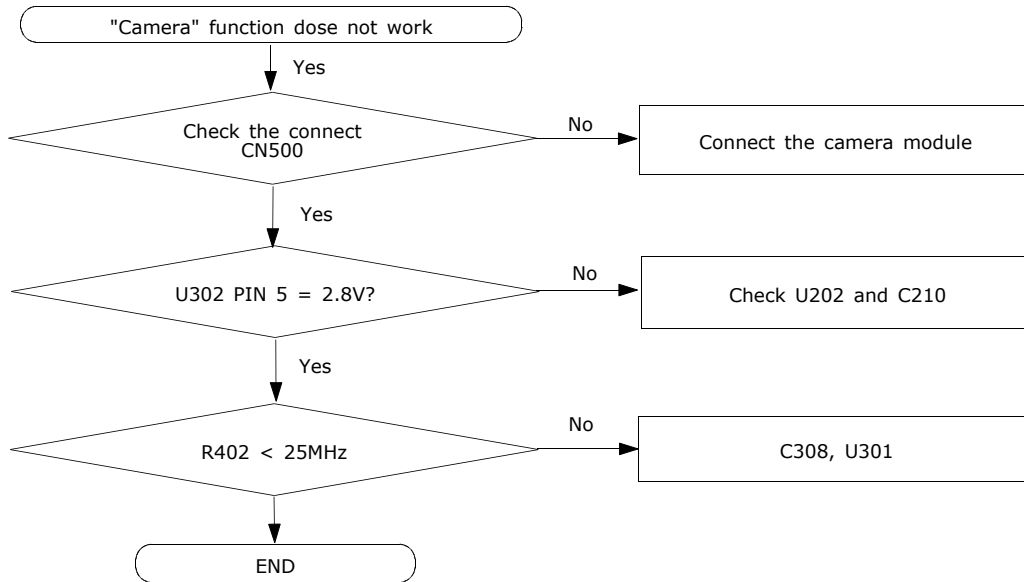 "Camera" function dose not work
Yes
Check the connect
CN500
No
Connect the camera module
Yes
U302 PIN 5 = 2.8V?
No
Check U202 and C210
Yes
R402 < 25MHz
No
C308, U301
END